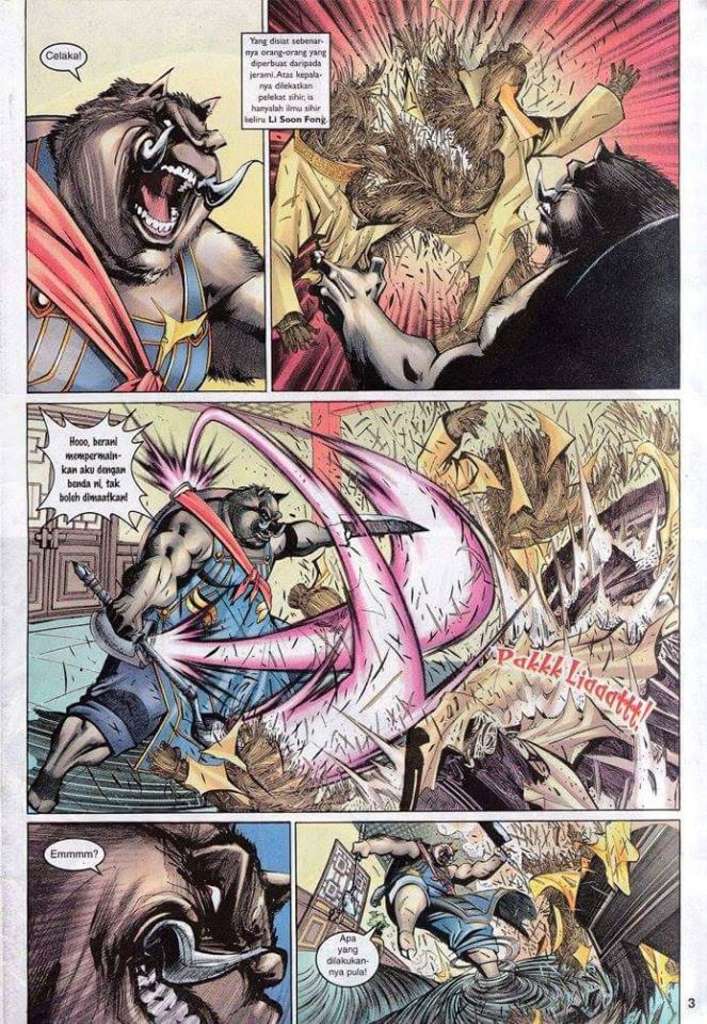 Celaka!
Yang disiat sebenar-
nya orang-orang yang
diperbuat daripada
jerami. Atas kepala-
nya dilekatkan
pelekat sihir, ia
hanyalah ilmu sihir
keliru Li Soon Fong.
Hooo, berani
mempermain-
kan aku dengan
benda ni, tak
boleh dimaafkan!
Pakkk Liaaattt!
Emmmm?
Apa
yang
dilakukan-
nya pula!
3